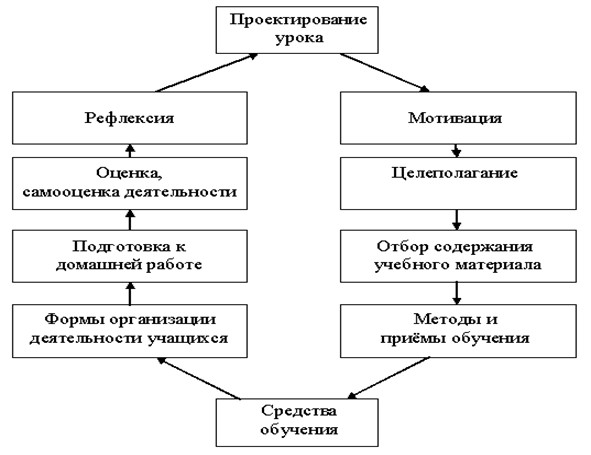 Проектирование
урока
Рефлексия
Мотивация
Оценка,
самооценка деятельности
Целеполагание
Подготовка к
домашней работе
Отбор содержания
учебного материала
Формы организации
деятельности учащихся
Методы и
приёмы обучения
Средства
обучения